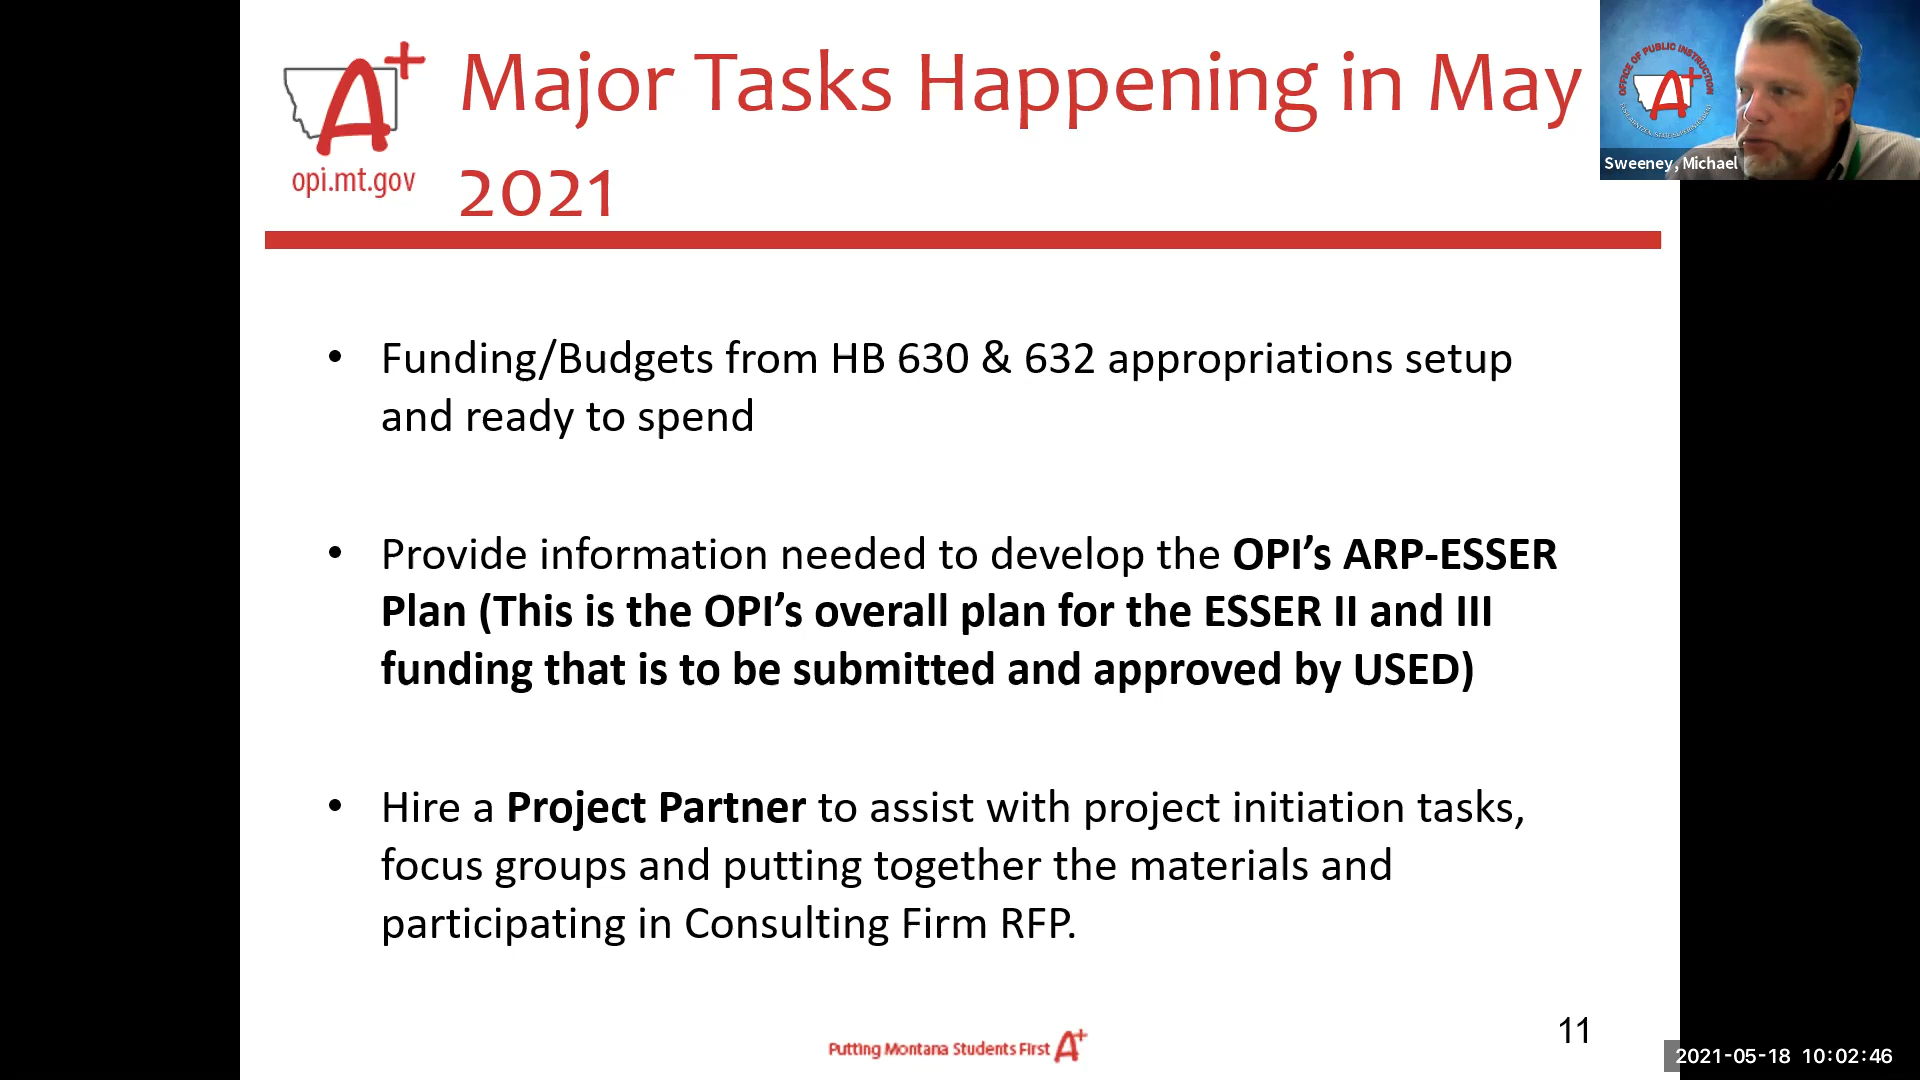 Major Tasks Happening in May
2021
opi.mt.gov
OFFICE OF PUBLIC INSTRUCTION
Sweeney, Michael
• Funding/Budgets from HB 630 & 632 appropriations setup
and ready to spend
• Provide information needed to develop the OPI’s ARP-ESSER
Plan (This is the OPI’s overall plan for the ESSER II and III
funding that is to be submitted and approved by USED)
• Hire a Project Partner to assist with project initiation tasks,
focus groups and putting together the materials and
participating in Consulting Firm RFP.
Putting Montana Students First A+
11
2021-05-18 10:02:46